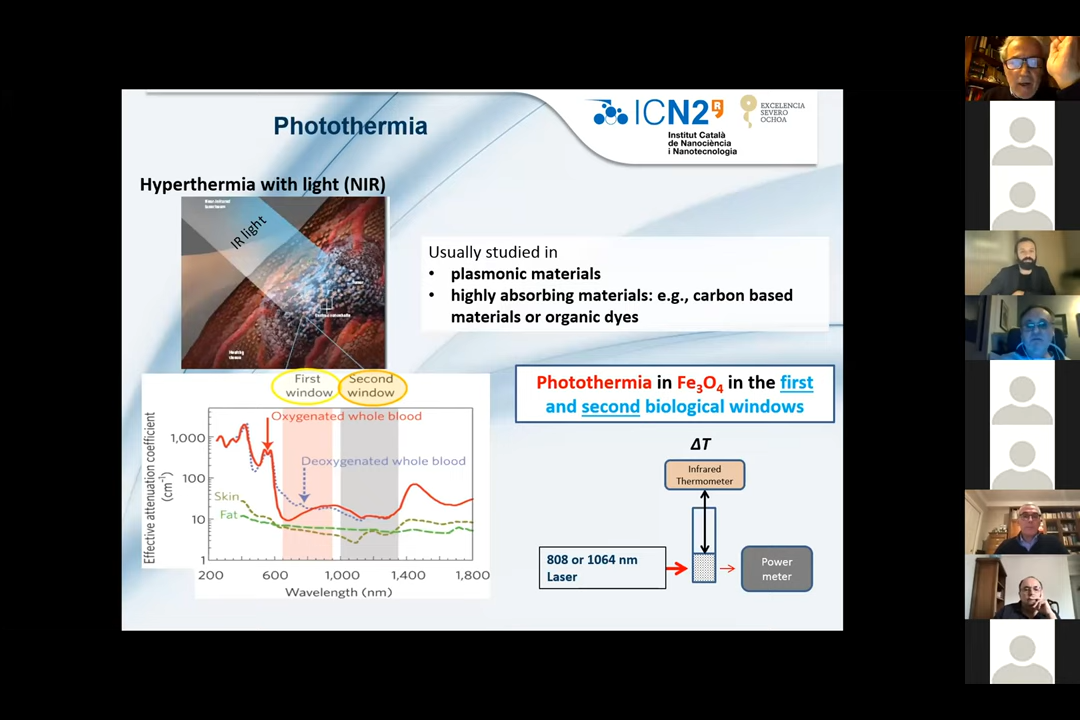 Photothermia
ICN2
Institut Català
de Nanociència
i Nanotecnologia
EXCELENCIA
SEVERO
OCHOA
Hyperthermia with light (NIR)
IR light
Usually studied in
• plasmonic materials
• highly absorbing materials: e.g., carbon based
materials or organic dyes
First
window
Second
window
Oxygenated whole blood
Deoxygenated whole blood
Skin
Fat
Effective attenuation coefficient
(cm⁻¹)
1,000
100
10
1
200
600
1,000
1,400
1,800
Wavelength (nm)
Photothermia in Fe₃O₄ in the first
and second biological windows
ΔT
Infrared
Thermometer
808 or 1064 nm
Laser
Power
meter